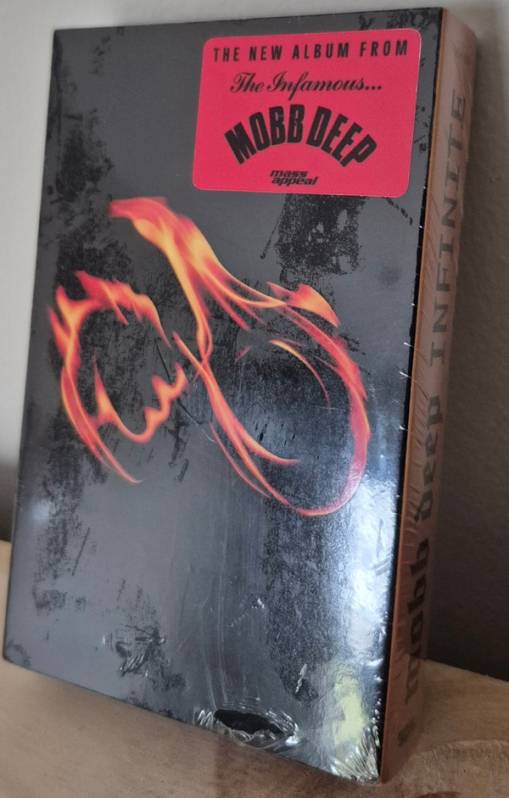 THE NEW ALBUM FROM
The Infamous...
MOBB DEEP
mass
appeal
mobb deep INFINITE